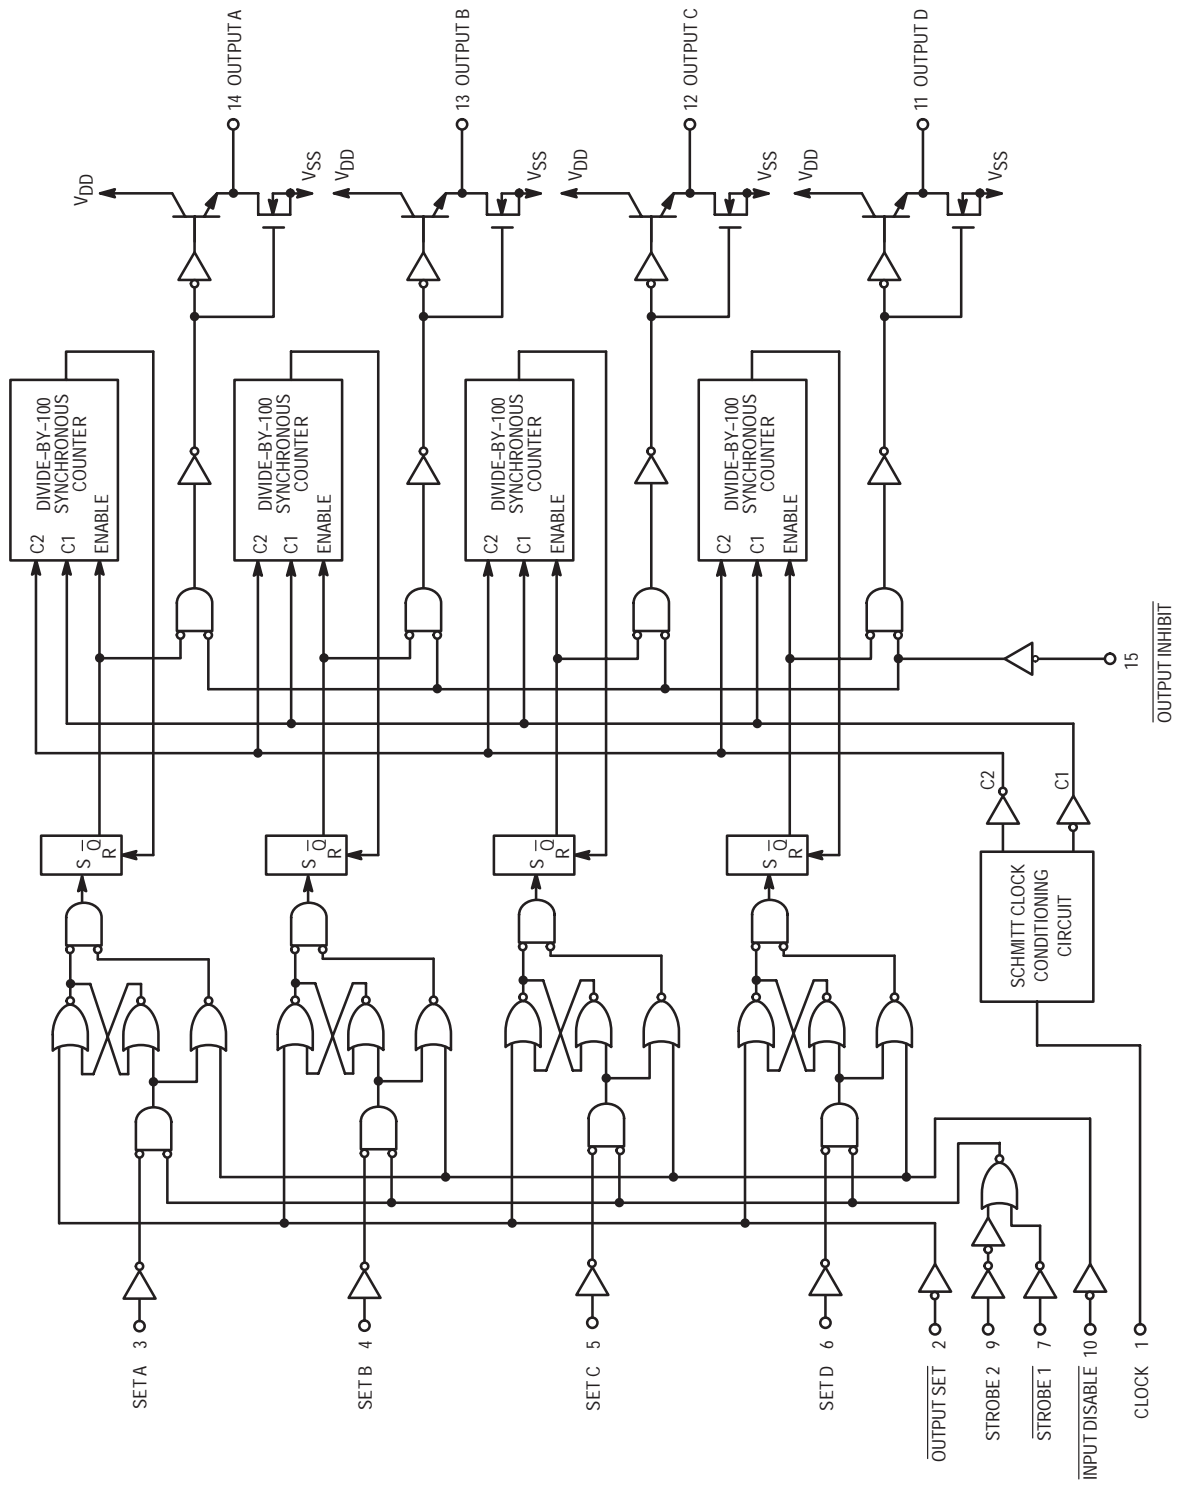 SET A 3
SET B 4
SET C 5
SET D 6
OUTPUT SET 2
STROBE 2 9
STROBE 1 7
INPUT DISABLE 10
CLOCK 1
S
Q
R
S
Q
R
S
Q
R
S
Q
R
SCHMITT CLOCK
CONDITIONING
CIRCUIT
C2
C1
15
OUTPUT INHIBIT
DIVIDE–BY–100
SYNCHRONOUS
COUNTER
C2
C1
ENABLE
DIVIDE–BY–100
SYNCHRONOUS
COUNTER
C2
C1
ENABLE
DIVIDE–BY–100
SYNCHRONOUS
COUNTER
C2
C1
ENABLE
DIVIDE–BY–100
SYNCHRONOUS
COUNTER
C2
C1
ENABLE
VDD
14 OUTPUT A
VSS
VDD
13 OUTPUT B
VSS
VDD
12 OUTPUT C
VSS
VDD
11 OUTPUT D
VSS